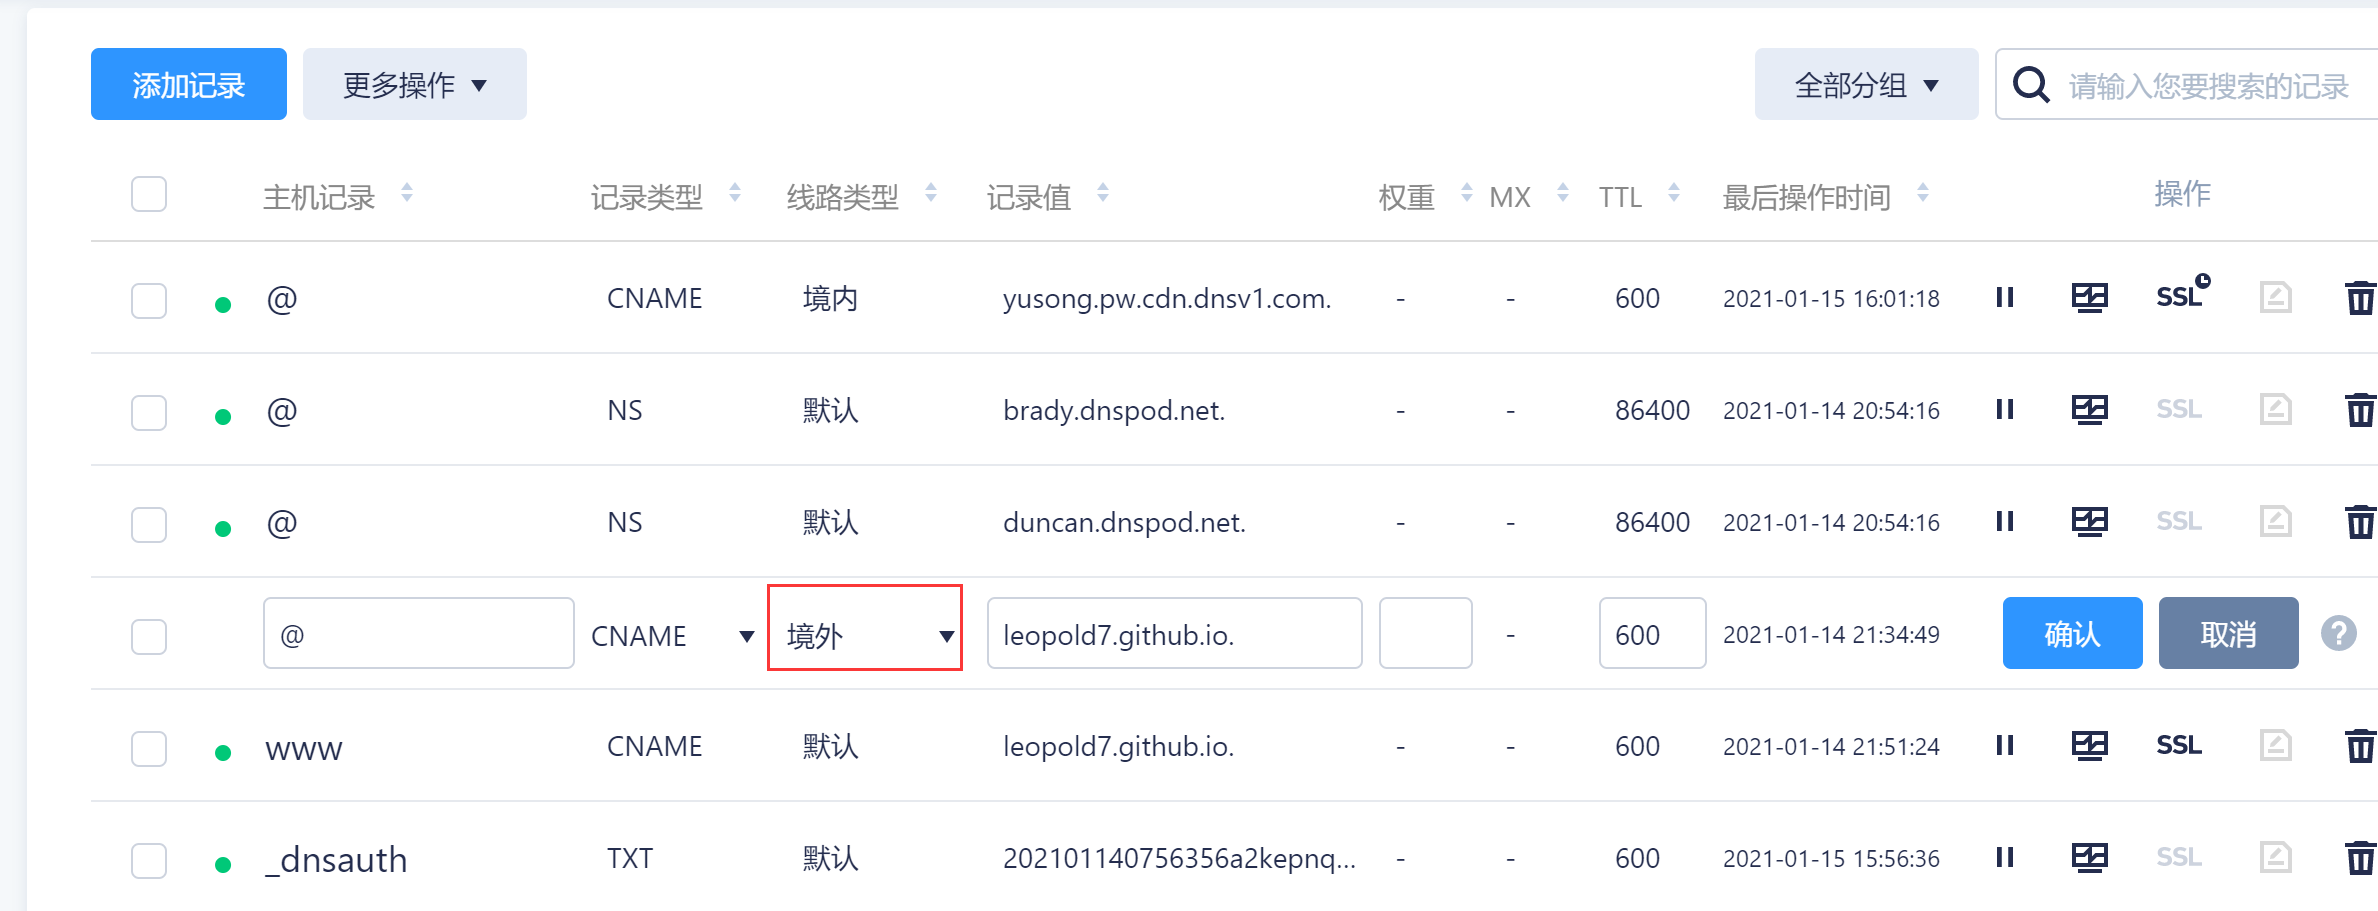 添加记录 更多操作 全部分组 请输入您要搜索的记录
主机记录 记录类型 线路类型 记录值 权重 MX TTL 最后操作时间 操作
@ CNAME 境内 yusong.pw.cdn.dnsv1.com. - - 600 2021-01-15 16:01:18 SSL
@ NS 默认 brady.dnspod.net. - - 86400 2021-01-14 20:54:16 SSL
@ NS 默认 duncan.dnspod.net. - - 86400 2021-01-14 20:54:16 SSL
@ CNAME 境外 leopold7.github.io. - 600 2021-01-14 21:34:49 确认 取消 ?
www CNAME 默认 leopold7.github.io. - - 600 2021-01-14 21:51:24 SSL
_dnsauth TXT 默认 202101140756356a2kepnq... - - 600 2021-01-15 15:56:36 SSL